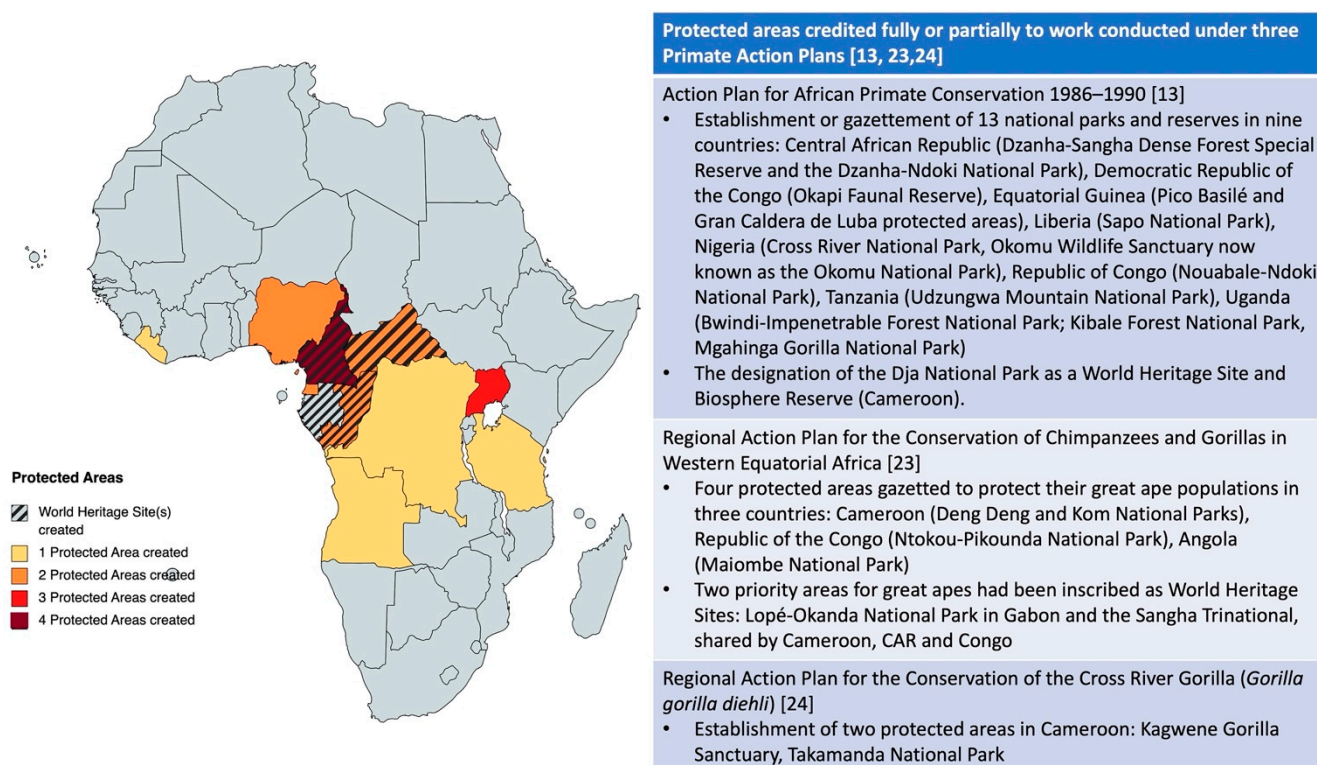 Protected Areas
World Heritage Site(s)
created
1 Protected Area created
2 Protected Areas created
3 Protected Areas created
4 Protected Areas created
Protected areas credited fully or partially to work conducted under three
Primate Action Plans [13, 23,24]
Action Plan for African Primate Conservation 1986–1990 [13]
• Establishment or gazettement of 13 national parks and reserves in nine
countries: Central African Republic (Dzanha-Sangha Dense Forest Special
Reserve and the Dzanha-Ndoki National Park), Democratic Republic of
the Congo (Okapi Faunal Reserve), Equatorial Guinea (Pico Basilé and
Gran Caldera de Luba protected areas), Liberia (Sapo National Park),
Nigeria (Cross River National Park, Okomu Wildlife Sanctuary now
known as the Okomu National Park), Republic of Congo (Nouabale-Ndoki
National Park), Tanzania (Udzungwa Mountain National Park), Uganda
(Bwindi-Impenetrable Forest National Park; Kibale Forest National Park,
Mgahinga Gorilla National Park)
• The designation of the Dja National Park as a World Heritage Site and
Biosphere Reserve (Cameroon).
Regional Action Plan for the Conservation of Chimpanzees and Gorillas in
Western Equatorial Africa [23]
• Four protected areas gazetted to protect their great ape populations in
three countries: Cameroon (Deng Deng and Kom National Parks),
Republic of the Congo (Ntokou-Pikounda National Park), Angola
(Maiombe National Park)
• Two priority areas for great apes had been inscribed as World Heritage
Sites: Lopé-Okanda National Park in Gabon and the Sangha Trinational,
shared by Cameroon, CAR and Congo
Regional Action Plan for the Conservation of the Cross River Gorilla (Gorilla
gorilla diehli) [24]
• Establishment of two protected areas in Cameroon: Kagwene Gorilla
Sanctuary, Takamanda National Park